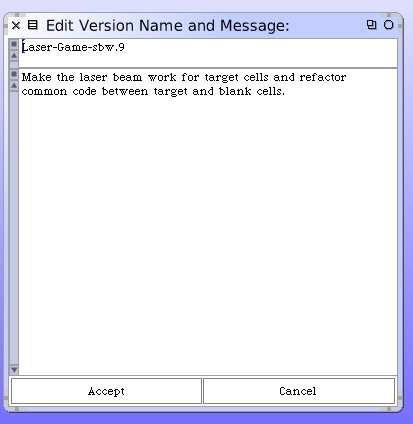 Edit Version Name and Message:
Laser-Game-sbw.9
Make the laser beam work for target cells and refactor
common code between target and blank cells.
Accept
Cancel